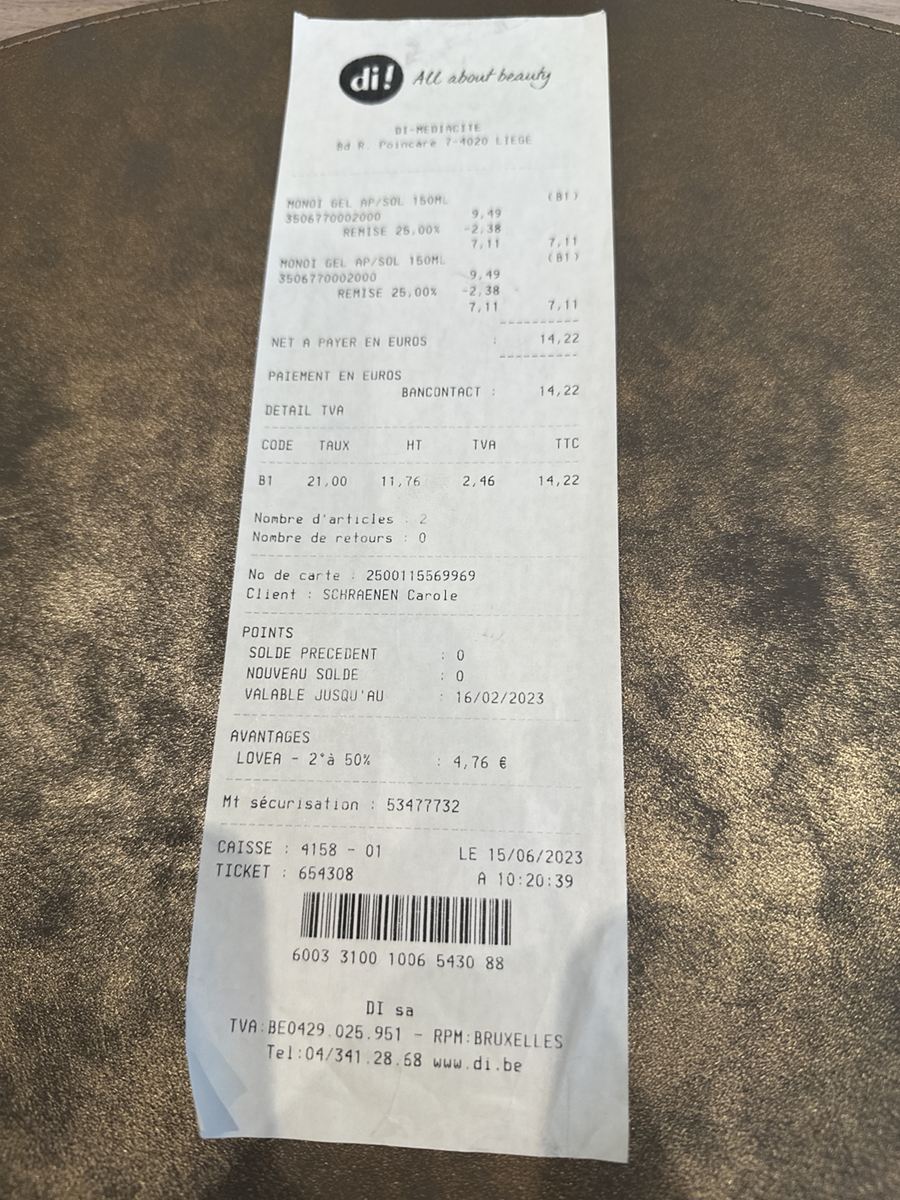 di! All about beauty
DI-MEDIACITE
Bd R. Poincare 7-4020 LIEGE
MONOI GEL AP/SOL 150ML (B1)
3506770002000 9,49
REMISE 25,00% -2,38
7,11 7,11
MONOI GEL AP/SOL 150ML (B1)
3506770002000 9,49
REMISE 25,00% -2,38
7,11 7,11
NET A PAYER EN EUROS : 14,22
PAIEMENT EN EUROS
BANCONTACT : 14,22
DETAIL TVA
CODE TAUX HT TVA TTC
B1 21,00 11,76 2,46 14,22
Nombre d'articles : 2
Nombre de retours : 0
No de carte : 2500115569969
Client : SCHRAENEN Carole
POINTS
SOLDE PRECEDENT : 0
NOUVEAU SOLDE : 0
VALABLE JUSQU'AU : 16/02/2023
AVANTAGES
LOVEA - 2°à 50% : 4,76 €
Mt sécurisation : 53477732
CAISSE : 4158 - 01 LE 15/06/2023
TICKET : 654308 A 10:20:39
6003 3100 1006 5430 88
DI sa
TVA:BE0429.025.951 - RPM:BRUXELLES
Tel:04/341.28.68 www.di.be